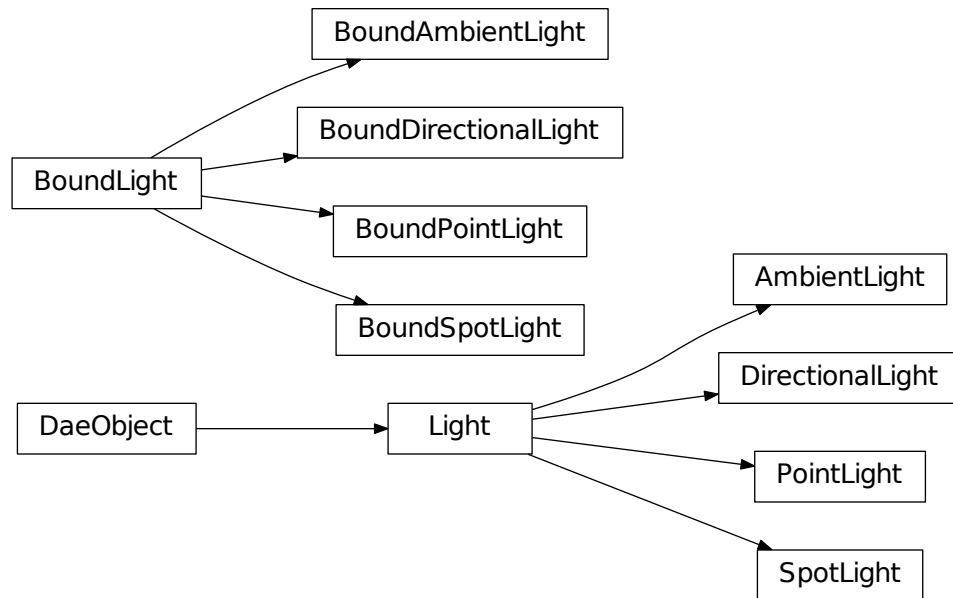 BoundAmbientLight
BoundDirectionalLight
BoundLight
BoundPointLight
AmbientLight
BoundSpotLight
DirectionalLight
DaeObject
Light
PointLight
SpotLight